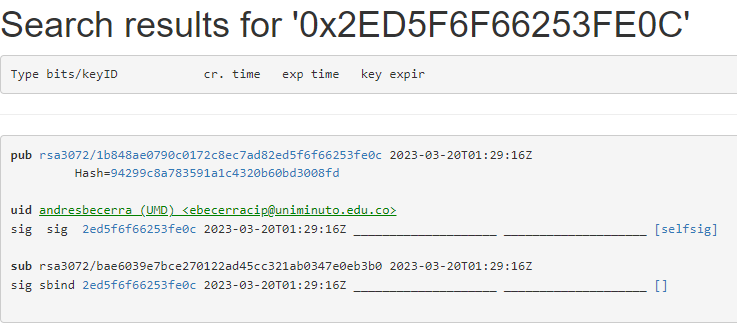 Search results for '0x2ED5F6F66253FE0C'
Type bits/keyID cr. time exp time key expir
pub rsa3072/1b848ae0790c0172c8ec7ad82ed5f6f66253fe0c 2023-03-20T01:29:16Z
Hash=94299c8a783591a1c4320b60bd3008fd
uid andresbecerra (UMD) <ebecerracip@uniminuto.edu.co>
sig sig 2ed5f6f66253fe0c 2023-03-20T01:29:16Z ____________________ ____________________ [selfsig]
sub rsa3072/bae6039e7bce270122ad45cc321ab0347e0eb3b0 2023-03-20T01:29:16Z
sig sbind 2ed5f6f66253fe0c 2023-03-20T01:29:16Z ____________________ ____________________ []